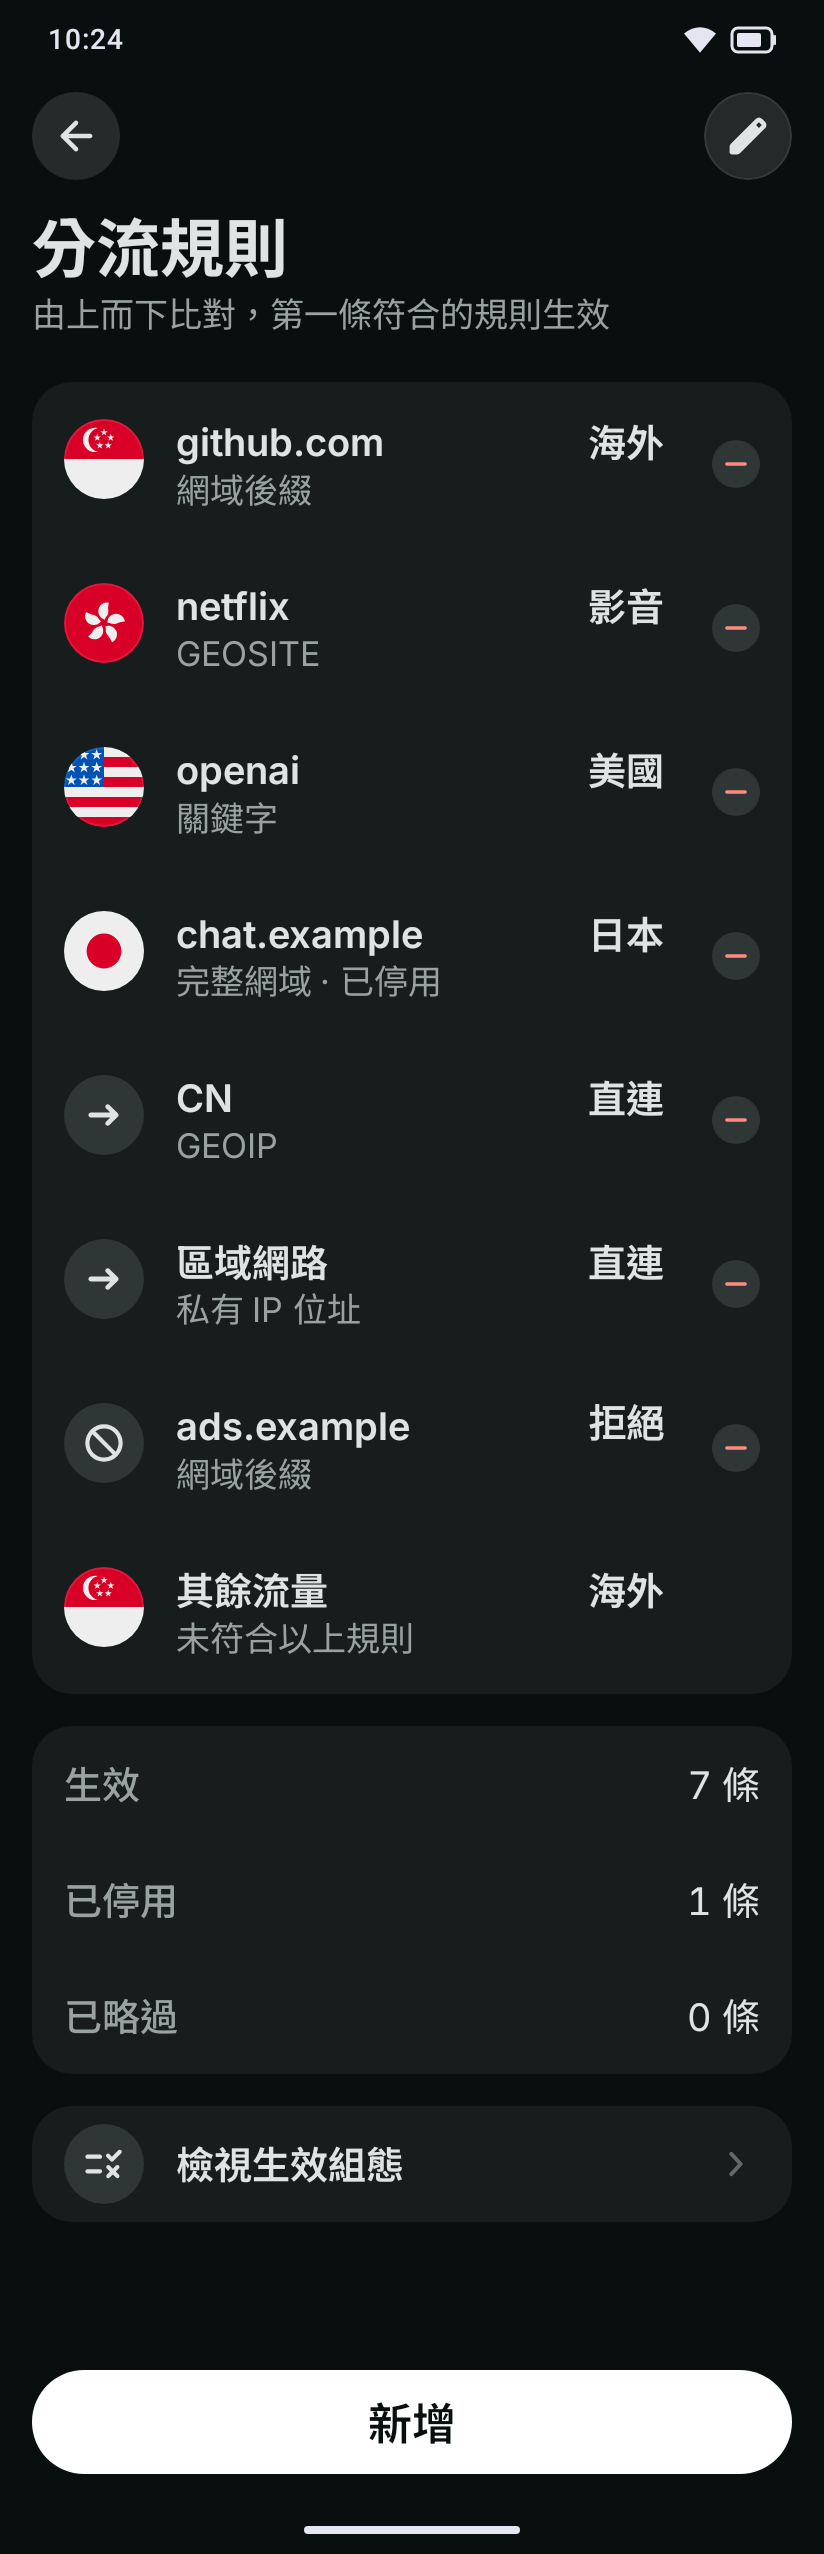 10:24
分流規則
由上而下比對，第一條符合的規則生效
github.com 海外
網域後綴
netflix 影音
GEOSITE
openai 美國
關鍵字
chat.example 日本
完整網域 · 已停用
CN 直連
GEOIP
區域網路 直連
私有 IP 位址
ads.example 拒絕
網域後綴
其餘流量 海外
未符合以上規則
生效 7 條
已停用 1 條
已略過 0 條
檢視生效組態
新增